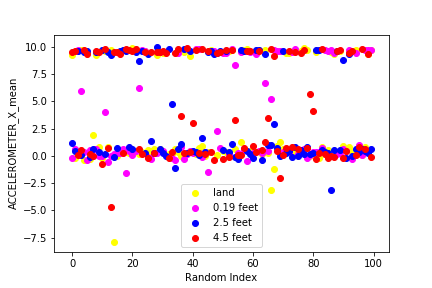 10.0
7.5
5.0
2.5
0.0
−2.5
−5.0
−7.5
ACCELEROMETER_X_mean
0 20 40 60 80 100
Random Index
land
0.19 feet
2.5 feet
4.5 feet